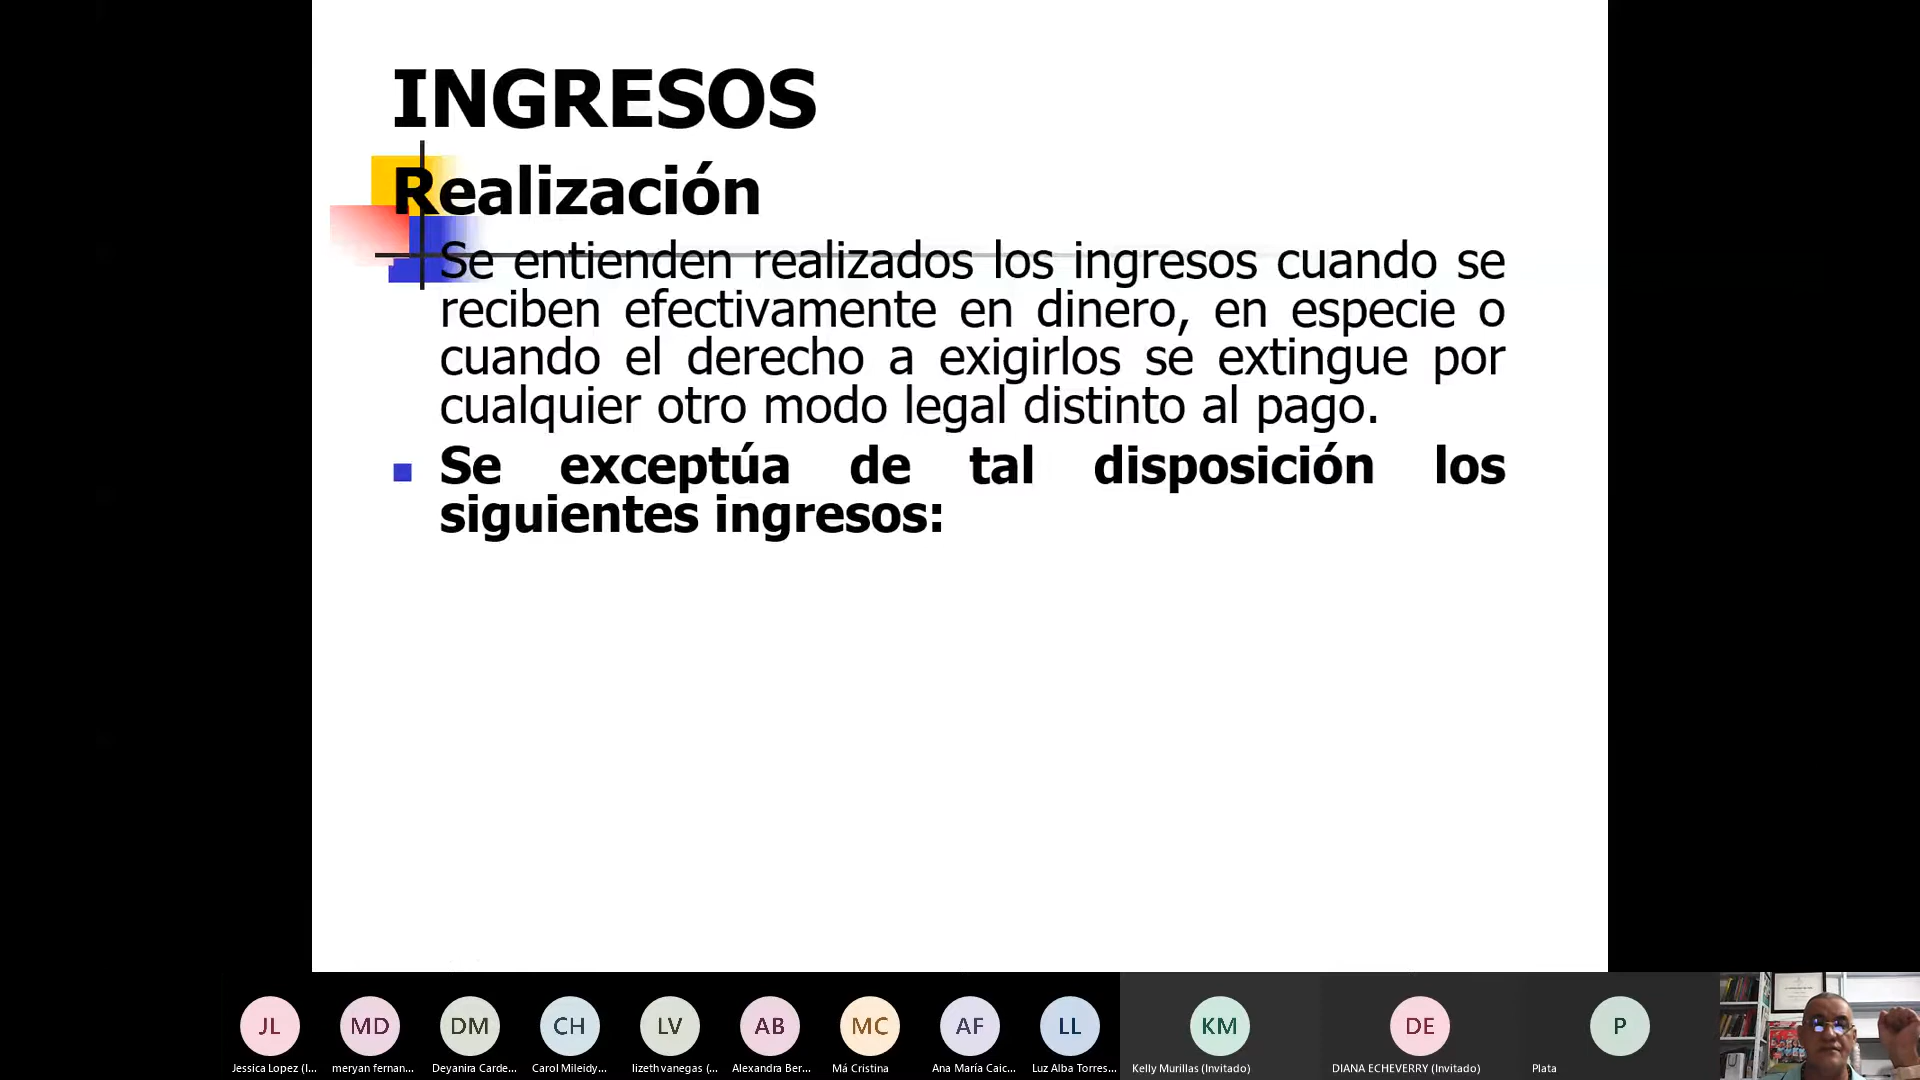 INGRESOS
Realización
Se entienden realizados los ingresos cuando se
reciben efectivamente en dinero, en especie o
cuando el derecho a exigirlos se extingue por
cualquier otro modo legal distinto al pago.
Se exceptúa de tal disposición los
siguientes ingresos:
JL MD DM CH LV AB MC AF LL KM DE P
Jessica Lopez (I... meryan fernan... Deyanira Carde... Carol Mileidy... lizeth vanegas (... Alexandra Ber... Má Cristina Ana María Caic... Luz Alba Torres... Kelly Murillas (Invitado) DIANA ECHEVERRY (Invitado) Plata